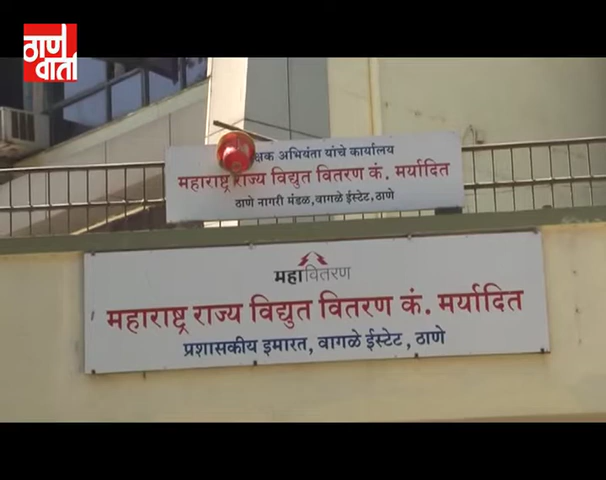 ठाणे
वार्ता
अभियंता यांचे कार्यालय
महाराष्ट्र राज्य विद्युत वितरण कं. मर्यादित
ठाणे नागरी मंडळ, वागळे ईस्टेट, ठाणे
महावितरण
महाराष्ट्र राज्य विद्युत वितरण कं. मर्यादित
प्रशासकीय इमारत, वागळे ईस्टेट, ठाणे